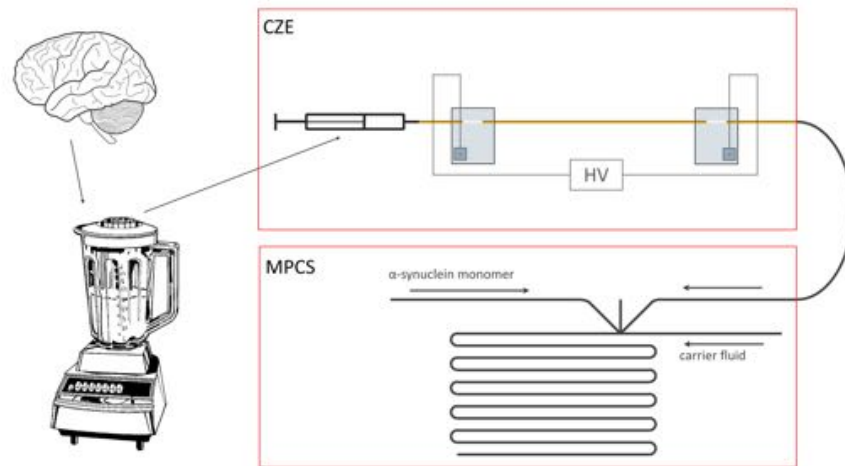 CZE
HV
MPCS
α-synuclein monomer
carrier fluid